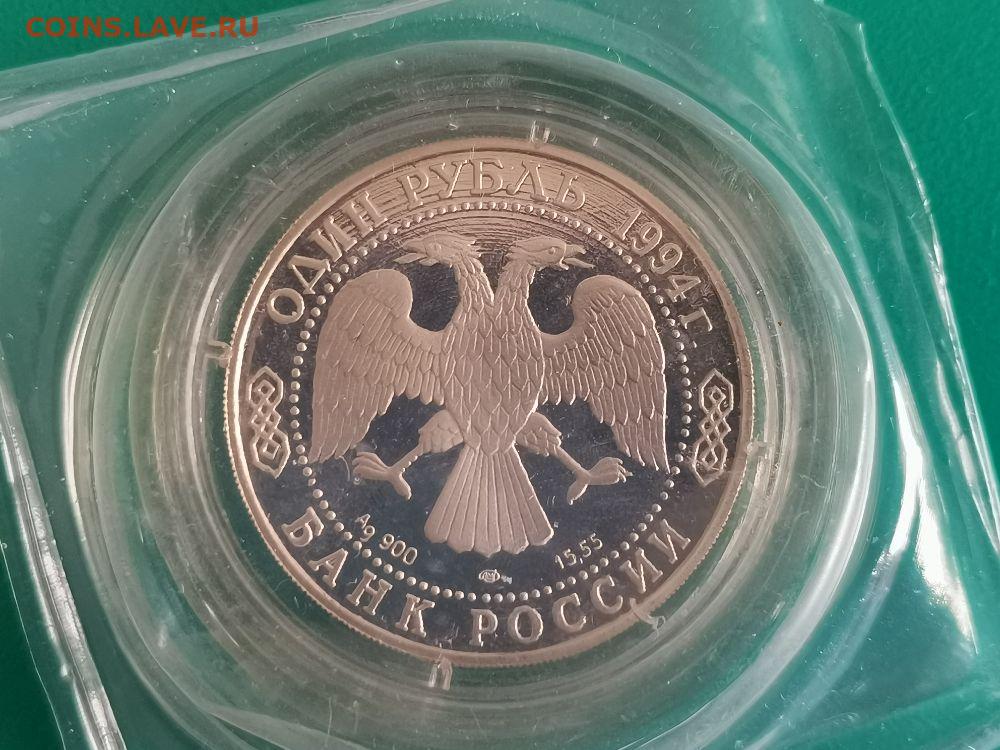 COINS.LAVE.RU
ОДИН РУБЛЬ 1994 г.
Ag 900
15,55
БАНК РОССИИ